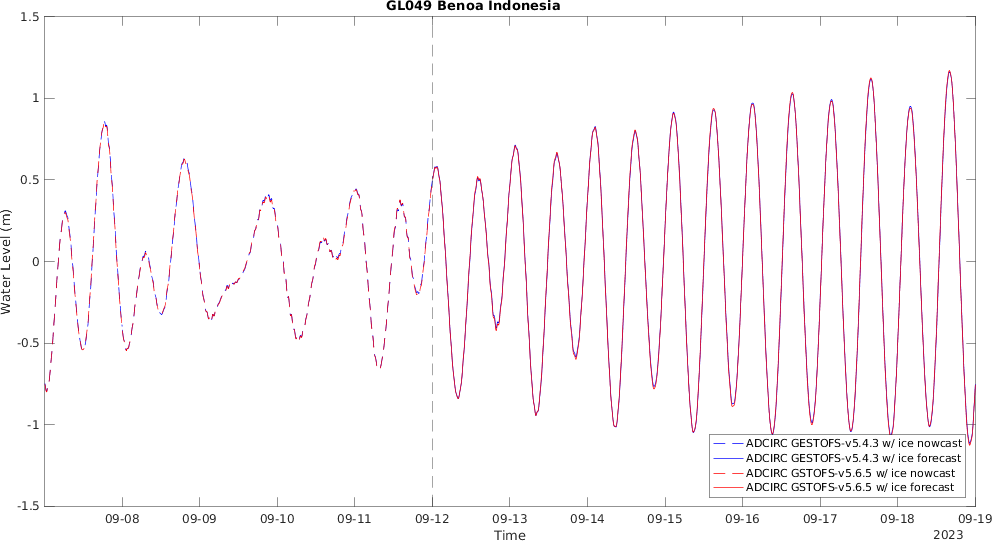 GL049 Benoa Indonesia
1.5
1
0.5
0
-0.5
-1
-1.5
Water Level (m)
ADCIRC GESTOFS-v5.4.3 w/ ice nowcast
ADCIRC GESTOFS-v5.4.3 w/ ice forecast
ADCIRC GSTOFS-v5.6.5 w/ ice nowcast
ADCIRC GSTOFS-v5.6.5 w/ ice forecast
09-08 09-09 09-10 09-11 09-12 09-13 09-14 09-15 09-16 09-17 09-18 09-19
Time
2023